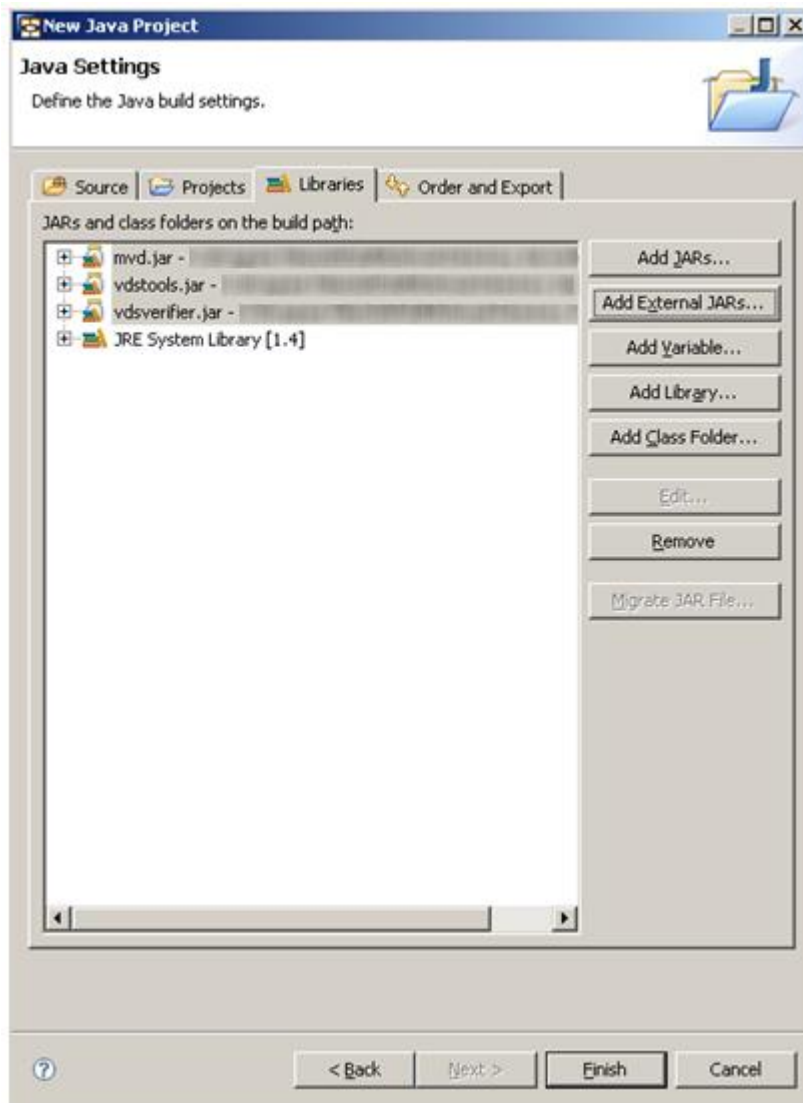 New Java Project
Java Settings
Define the Java build settings.
Source Projects Libraries Order and Export
JARs and class folders on the build path:
mvd.jar -
vdstools.jar -
vdsverifier.jar -
JRE System Library [1.4]
Add JARs...
Add External JARs...
Add Variable...
Add Library...
Add Class Folder...
Edit...
Remove
Migrate JAR File...
? < Back Next > Finish Cancel